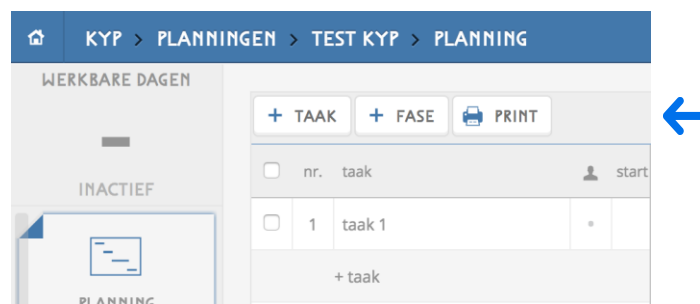 KYP > PLANNINGEN > TEST KYP > PLANNING
WERKBARE DAGEN
-
INACTIEF
PLANNING
+ TAAK + FASE PRINT
nr. taak start
1 taak 1
+ taak